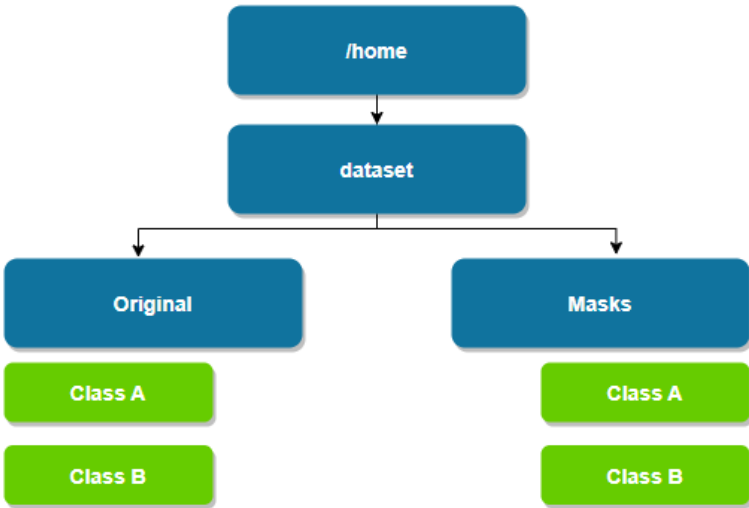 /home
dataset
Original
Masks
Class A
Class A
Class B
Class B